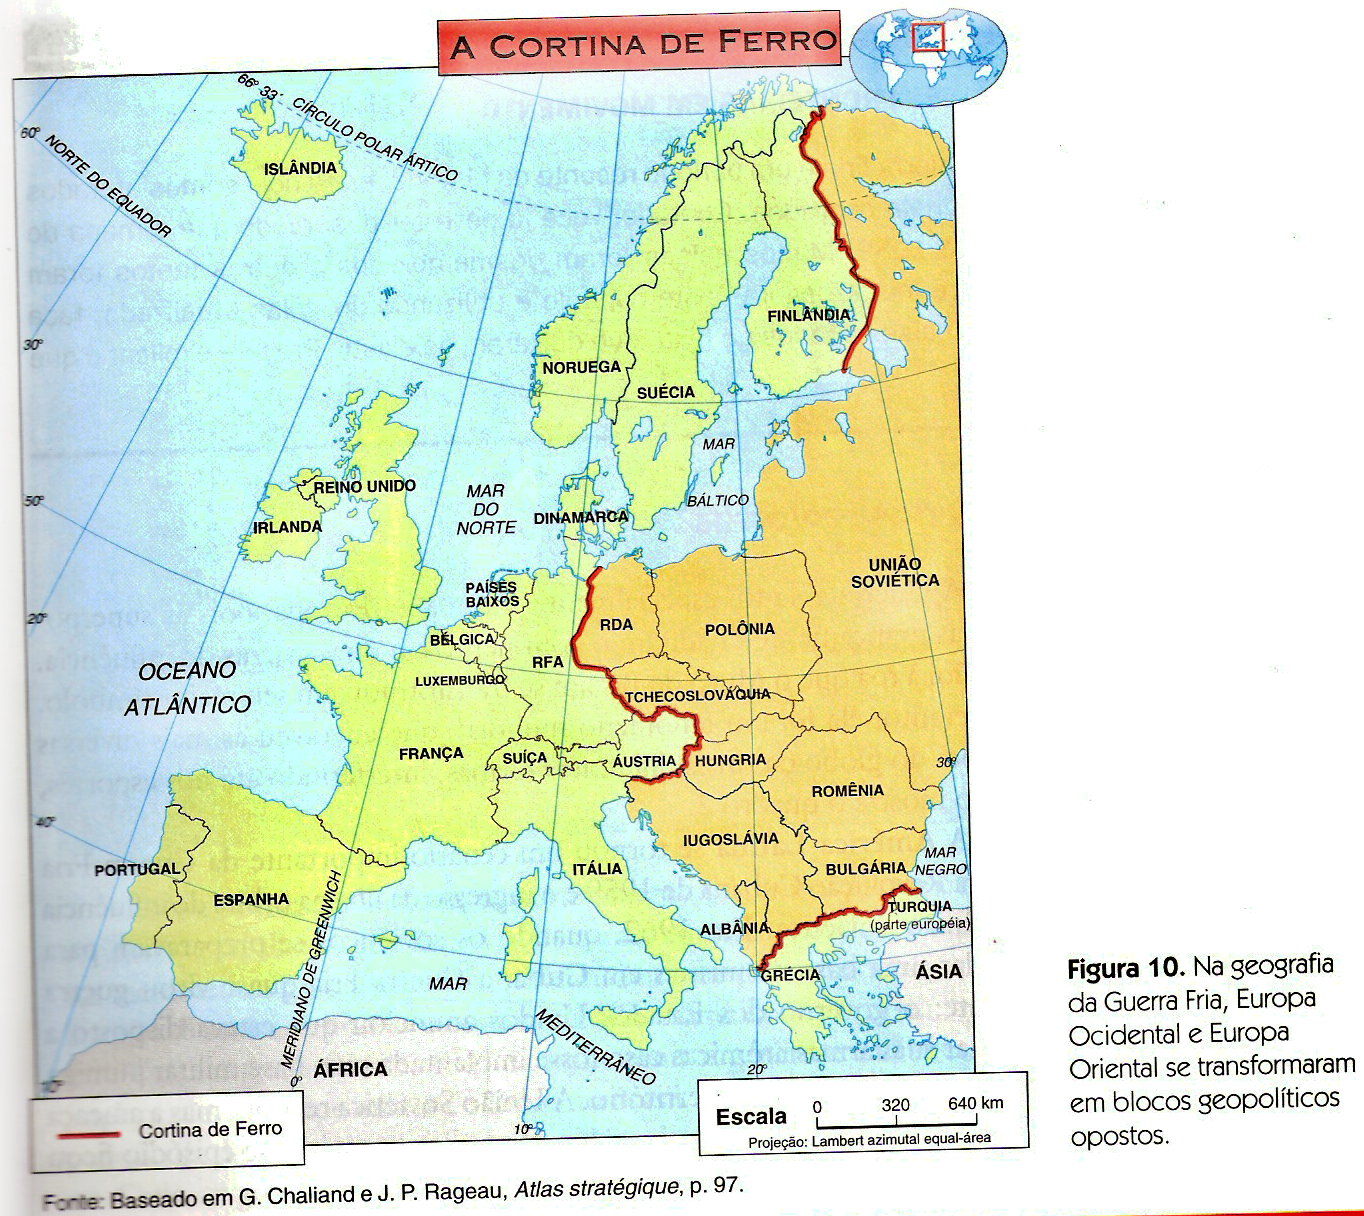 A CORTINA DE FERRO
66° 33´ CÍRCULO POLAR ÁRTICO
60°
NORTE DO EQUADOR
ISLÂNDIA
30°
FINLÂNDIA
NORUEGA
SUÉCIA
MAR
BÁLTICO
50°
REINO UNIDO
IRLANDA
MAR
DO
NORTE
DINAMARCA
UNIÃO
SOVIÉTICA
PAÍSES
BAIXOS
20°
RDA
POLÔNIA
BÉLGICA
RFA
OCEANO
ATLÂNTICO
LUXEMBURGO
TCHECOSLOVÁQUIA
FRANÇA
SUÍÇA
ÁUSTRIA
HUNGRIA
30°
ROMÊNIA
40°
IUGOSLÁVIA
PORTUGAL
ESPANHA
ITÁLIA
BULGÁRIA
MAR
NEGRO
TURQUIA
(parte européia)
ALBÂNIA
GRÉCIA
ÁSIA
MERIDIANO DE GREENWICH
MAR
MEDITERRÂNEO
10°
0°
ÁFRICA
10°
20°
Cortina de Ferro
Escala 0 320 640 km
Projeção: Lambert azimutal equal-área
Fonte: Baseado em G. Chaliand e J. P. Rageau, Atlas stratégique, p. 97.
Figura 10. Na geografia
da Guerra Fria, Europa
Ocidental e Europa
Oriental se transformaram
em blocos geopolíticos
opostos.